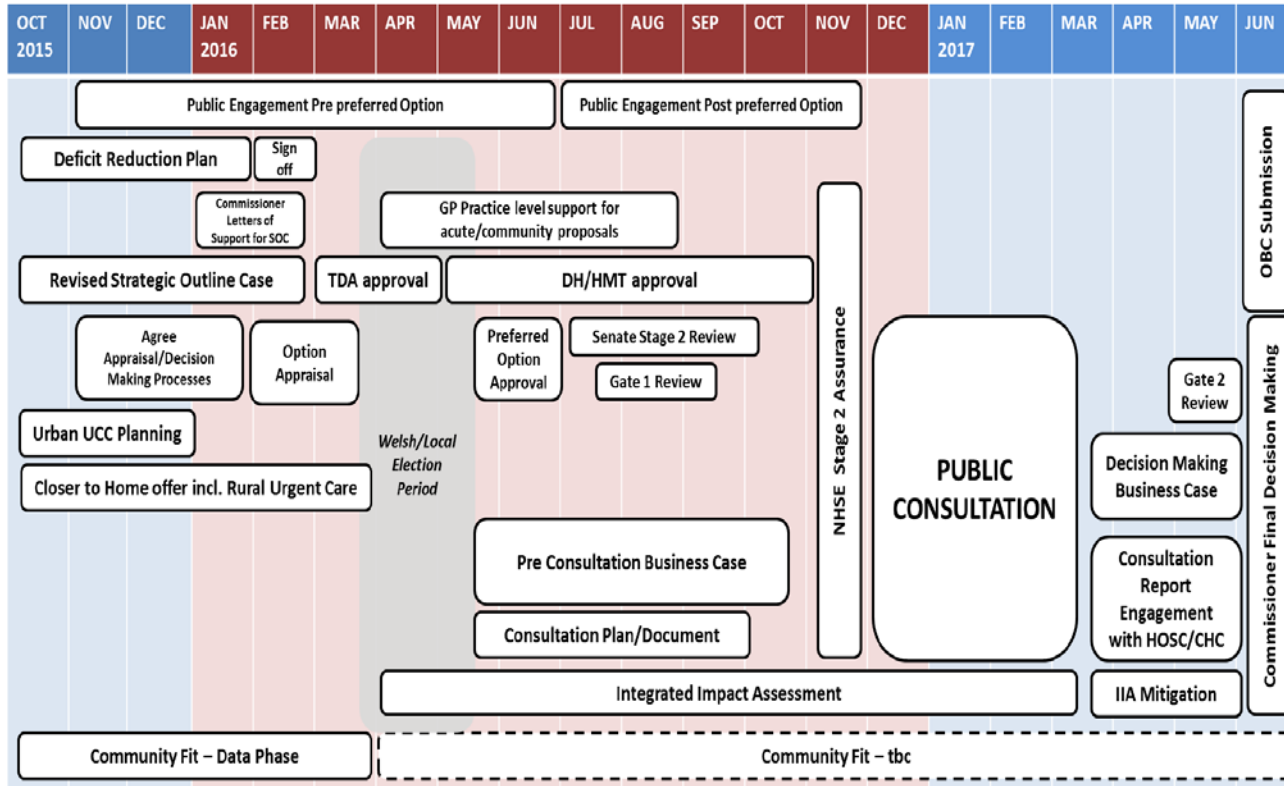 OCT
2015
NOV
DEC
JAN
2016
FEB
MAR
APR
MAY
JUN
JUL
AUG
SEP
OCT
NOV
DEC
JAN
2017
FEB
MAR
APR
MAY
JUN
Public Engagement Pre preferred Option
Public Engagement Post preferred Option
Deficit Reduction Plan
Sign
off
Commissioner
Letters of
Support for SOC
GP Practice level support for
acute/community proposals
Revised Strategic Outline Case
TDA approval
DH/HMT approval
NHSE Stage 2 Assurance
OBC Submission
Agree
Appraisal/Decision
Making Processes
Option
Appraisal
Preferred
Option
Approval
Senate Stage 2 Review
Gate 1 Review
PUBLIC
CONSULTATION
Gate 2
Review
Commissioner Final Decision Making
Urban UCC Planning
Welsh/Local
Election
Period
Closer to Home offer incl. Rural Urgent Care
Decision Making
Business Case
Pre Consultation Business Case
Consultation
Report
Engagement
with HOSC/CHC
Consultation Plan/Document
Integrated Impact Assessment
IIA Mitigation
Community Fit – Data Phase
Community Fit – tbc